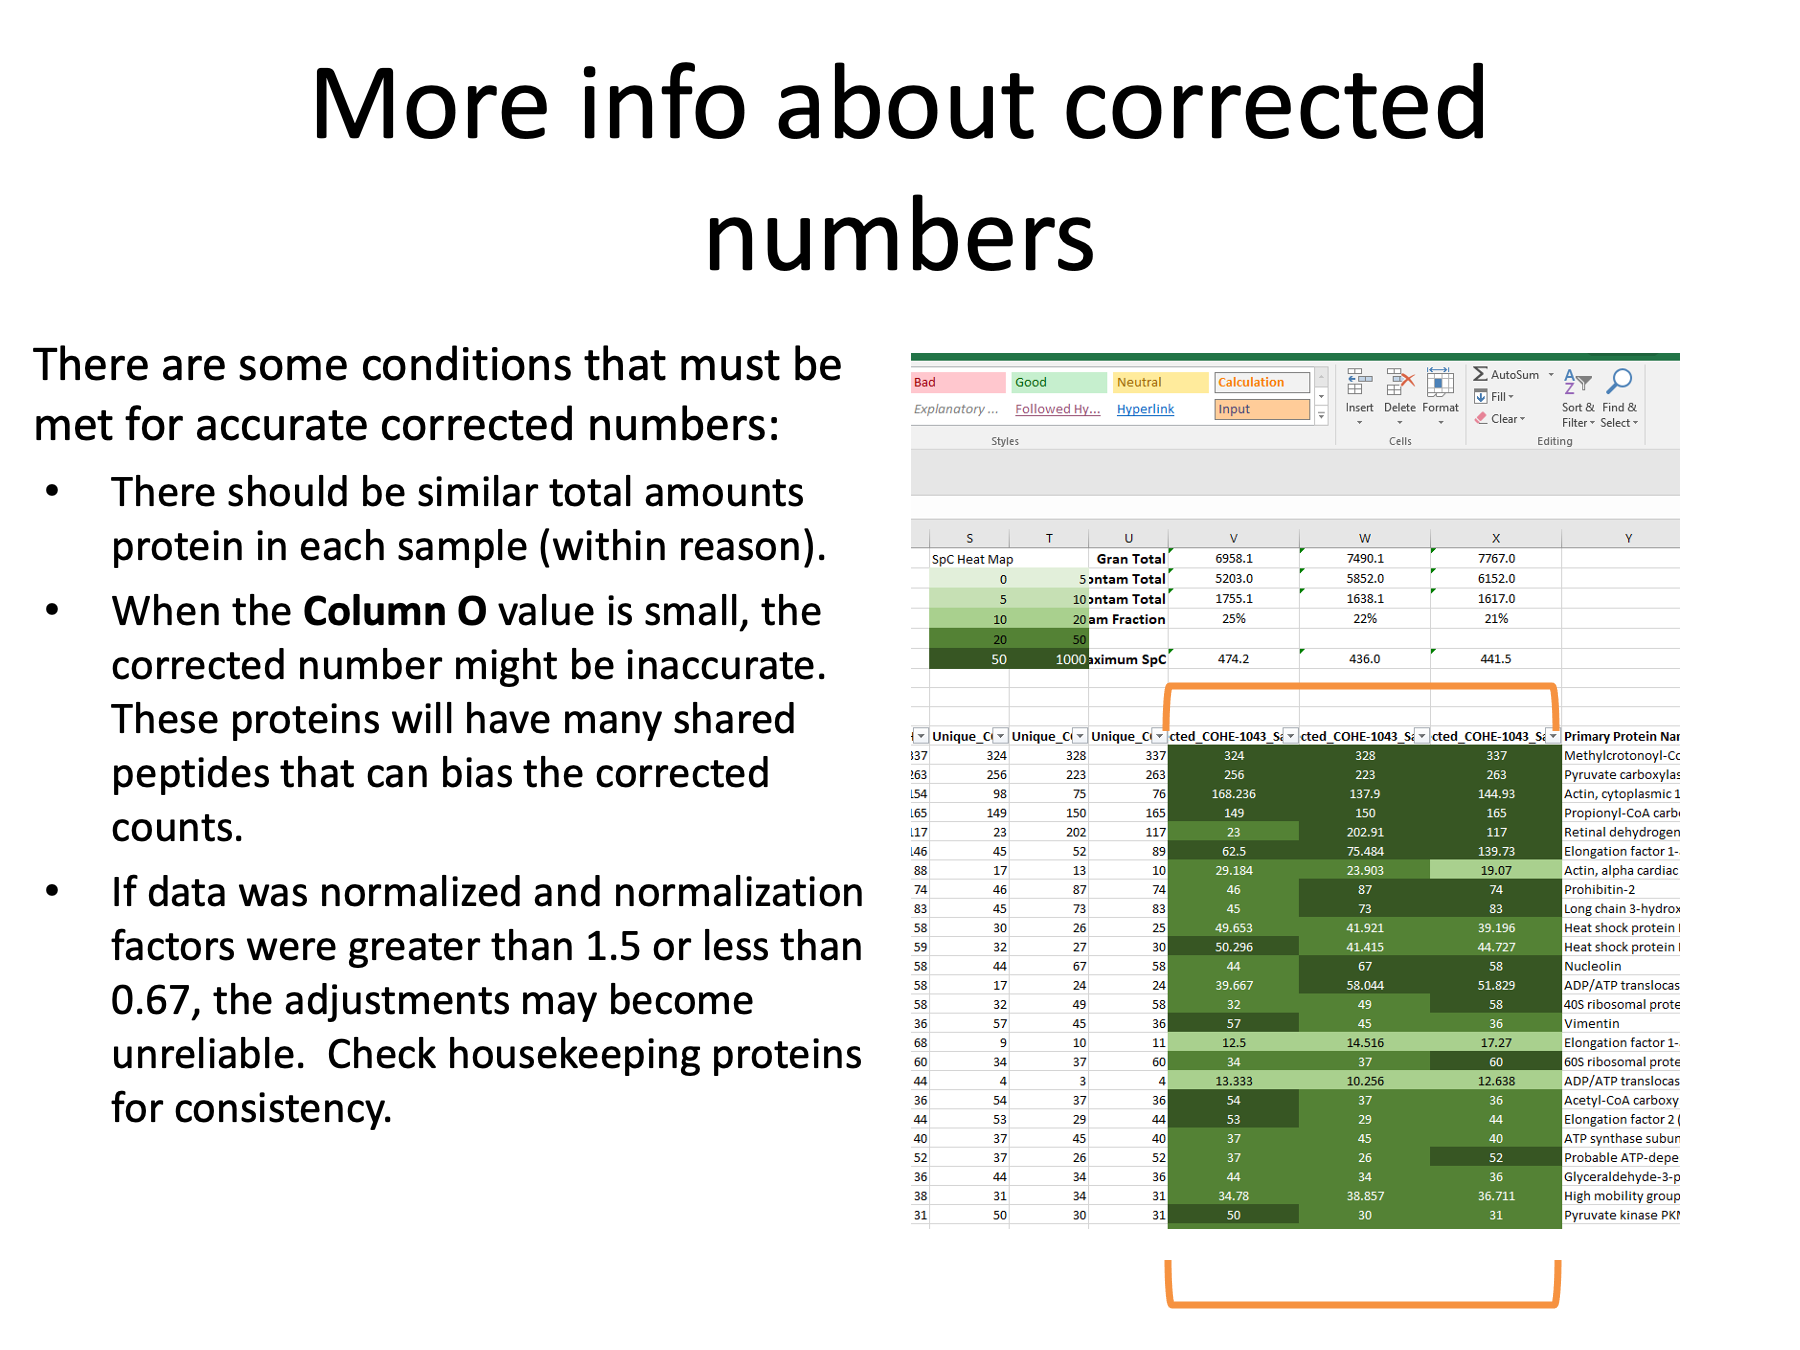 More info about corrected
numbers
There are some conditions that must be
met for accurate corrected numbers:
• There should be similar total amounts
protein in each sample (within reason).
• When the Column O value is small, the
corrected number might be inaccurate.
These proteins will have many shared
peptides that can bias the corrected
counts.
• If data was normalized and normalization
factors were greater than 1.5 or less than
0.67, the adjustments may become
unreliable. Check housekeeping proteins
for consistency.
Bad Good Neutral Calculation
Explanatory ... Followed Hy... Hyperlink Input
Styles
Insert Delete Format
Cells
AutoSum
Fill
Clear
Sort & Filter
Find & Select
Editing
S T U V W X Y
SpC Heat Map Gran Total 6958.1 7490.1 7767.0
0 5 ontam Total 5203.0 5852.0 6152.0
5 10 ontam Total 1755.1 1638.1 1617.0
10 20 am Fraction 25% 22% 21%
20 50
50 1000 aximum SpC 474.2 436.0 441.5
Unique_C Unique_C Unique_C cted_COHE-1043_Sa cted_COHE-1043_Sa cted_COHE-1043_Sa Primary Protein Nar
337 324 328 337 324 328 337 Methylcrotonoyl-Co
263 256 223 263 256 223 263 Pyruvate carboxylas
154 98 75 76 168.236 137.9 144.93 Actin, cytoplasmic 1
165 149 150 165 149 150 165 Propionyl-CoA carbo
117 23 202 117 23 202.91 117 Retinal dehydrogen
146 45 52 89 62.5 75.484 139.73 Elongation factor 1-
88 17 13 10 29.184 23.903 19.07 Actin, alpha cardiac
74 46 87 74 46 87 74 Prohibitin-2
83 45 73 83 45 73 83 Long chain 3-hydrox
58 30 26 25 49.653 41.921 39.196 Heat shock protein
59 32 27 30 50.296 41.415 44.727 Heat shock protein
58 44 67 58 44 67 58 Nucleolin
58 17 24 24 39.667 58.044 51.829 ADP/ATP translocas
58 32 49 58 32 49 58 40S ribosomal prote
36 57 45 36 57 45 36 Vimentin
68 9 10 11 12.5 14.516 17.27 Elongation factor 1-
60 34 37 60 34 37 60 60S ribosomal prote
44 4 3 4 13.333 10.256 12.638 ADP/ATP translocas
36 54 37 36 54 37 36 Acetyl-CoA carboxy
44 53 29 44 53 29 44 Elongation factor 2 (
40 37 45 40 37 45 40 ATP synthase subun
52 37 26 52 37 26 52 Probable ATP-depe
36 44 34 36 44 34 36 Glyceraldehyde-3-p
38 31 34 31 34.78 38.857 36.711 High mobility group
31 50 30 31 50 30 31 Pyruvate kinase PKM